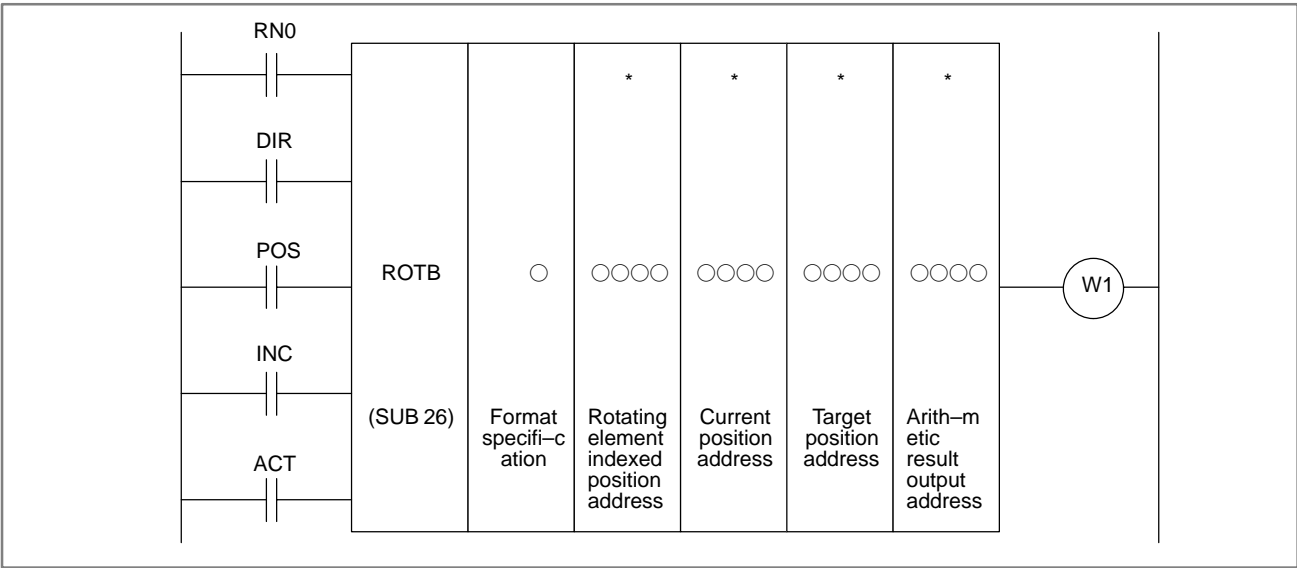 RN0
* * * *
DIR
POS
ROTB ○ ○○○○ ○○○○ ○○○○ ○○○○
W1
INC
(SUB 26)
Format
specifi–c
ation
Rotating
element
indexed
position
address
Current
position
address
Target
position
address
Arith–m
etic
result
output
address
ACT